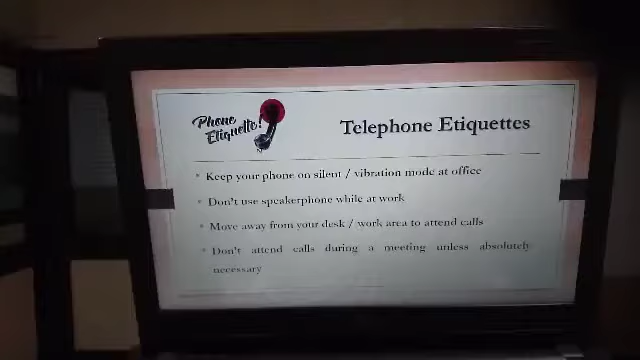 Phone
Etiquette!
Telephone Etiquettes
Keep your phone on silent / vibration mode at office
Don't use speakerphone while at work
Move away from your desk / work area to attend calls
Don't attend calls during a meeting unless absolutely
necessary